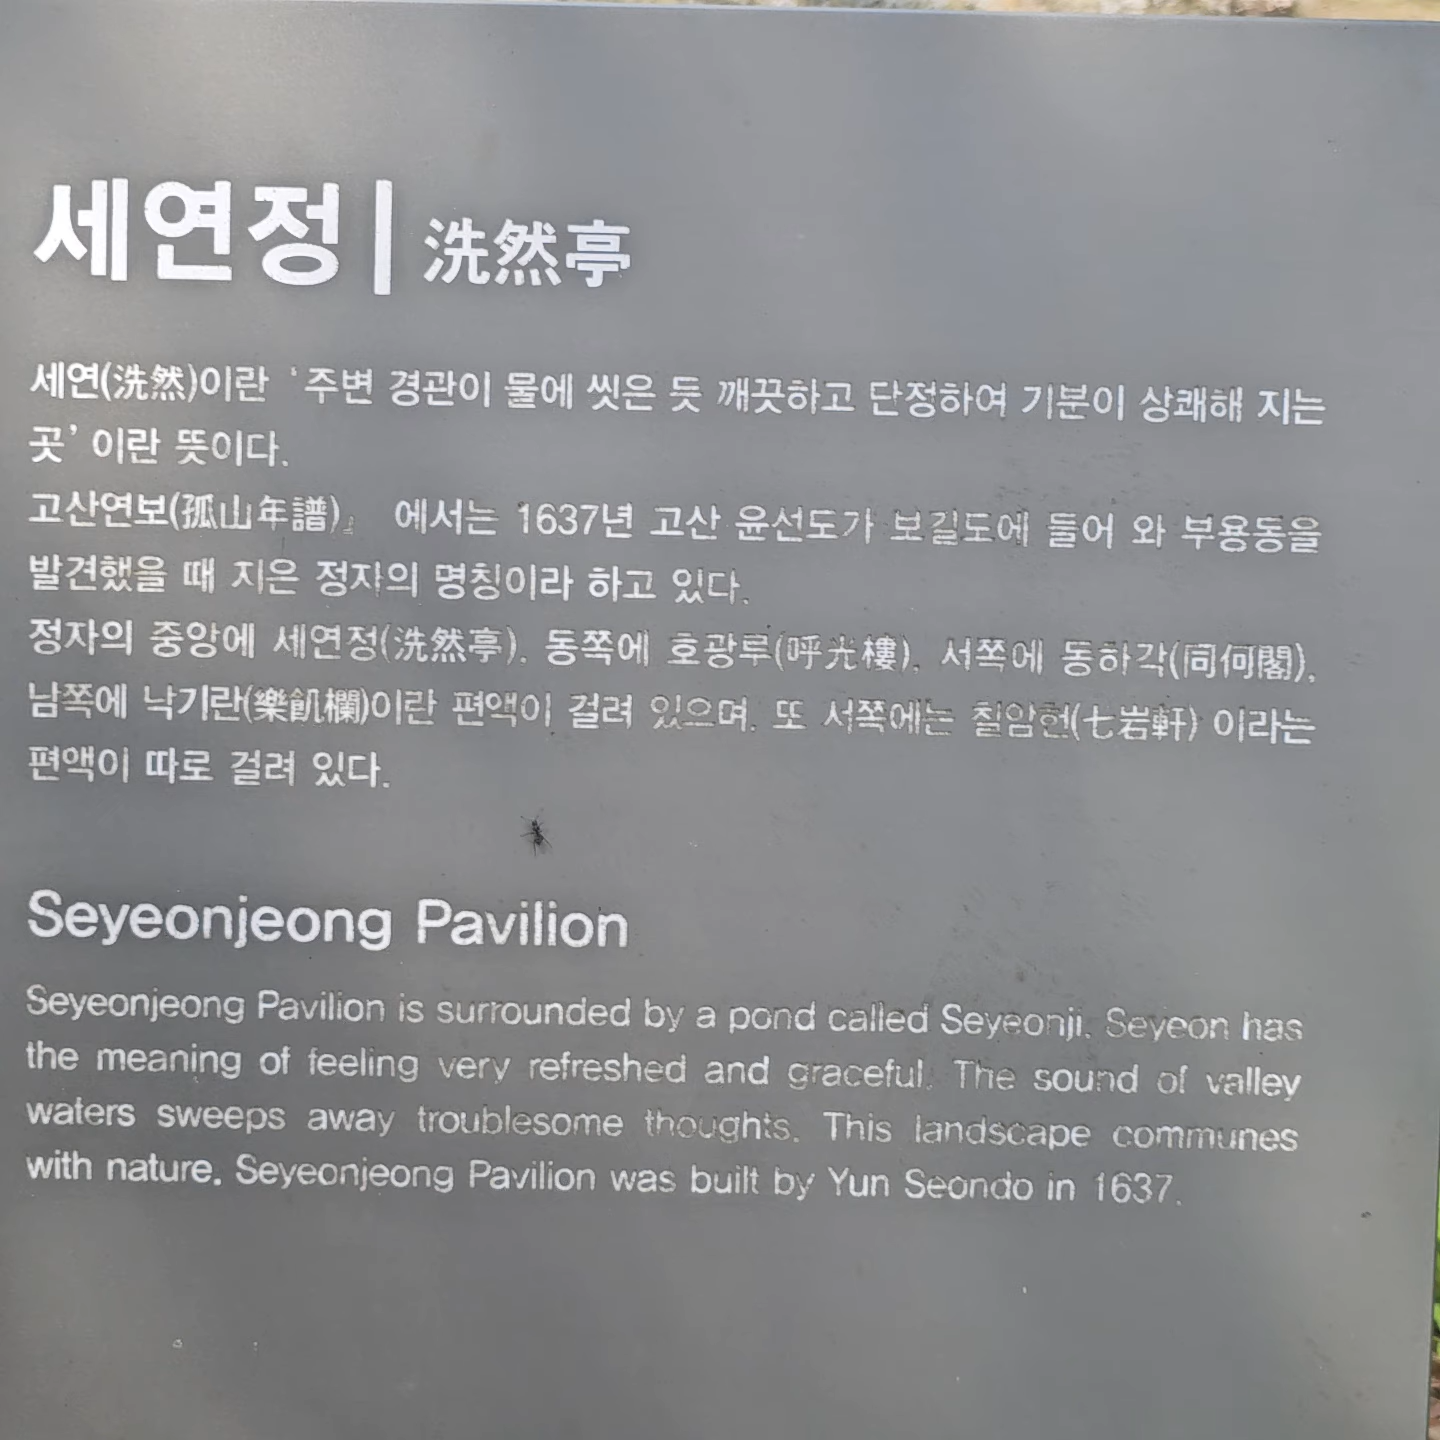 세연정 | 洗然亭
세연(洗然)이란 ‘주변 경관이 물에 씻은 듯 깨끗하고 단정하여 기분이 상쾌해 지는
곳’ 이란 뜻이다.
고산연보(孤山年譜)』 에서는 1637년 고산 윤선도가 보길도에 들어 와 부용동을
발견했을 때 지은 정자의 명칭이라 하고 있다.
정자의 중앙에 세연정(洗然亭), 동쪽에 호광루(呼光樓), 서쪽에 동하각(同何閣),
남쪽에 낙기란(樂飢欄)이란 편액이 걸려 있으며, 또 서쪽에는 칠암헌(七岩軒) 이라는
편액이 따로 걸려 있다.
Seyeonjeong Pavilion
Seyeonjeong Pavilion is surrounded by a pond called Seyeonji. Seyeon has
the meaning of feeling very refreshed and graceful. The sound of valley
waters sweeps away troublesome thoughts. This landscape communes
with nature. Seyeonjeong Pavilion was built by Yun Seondo in 1637.